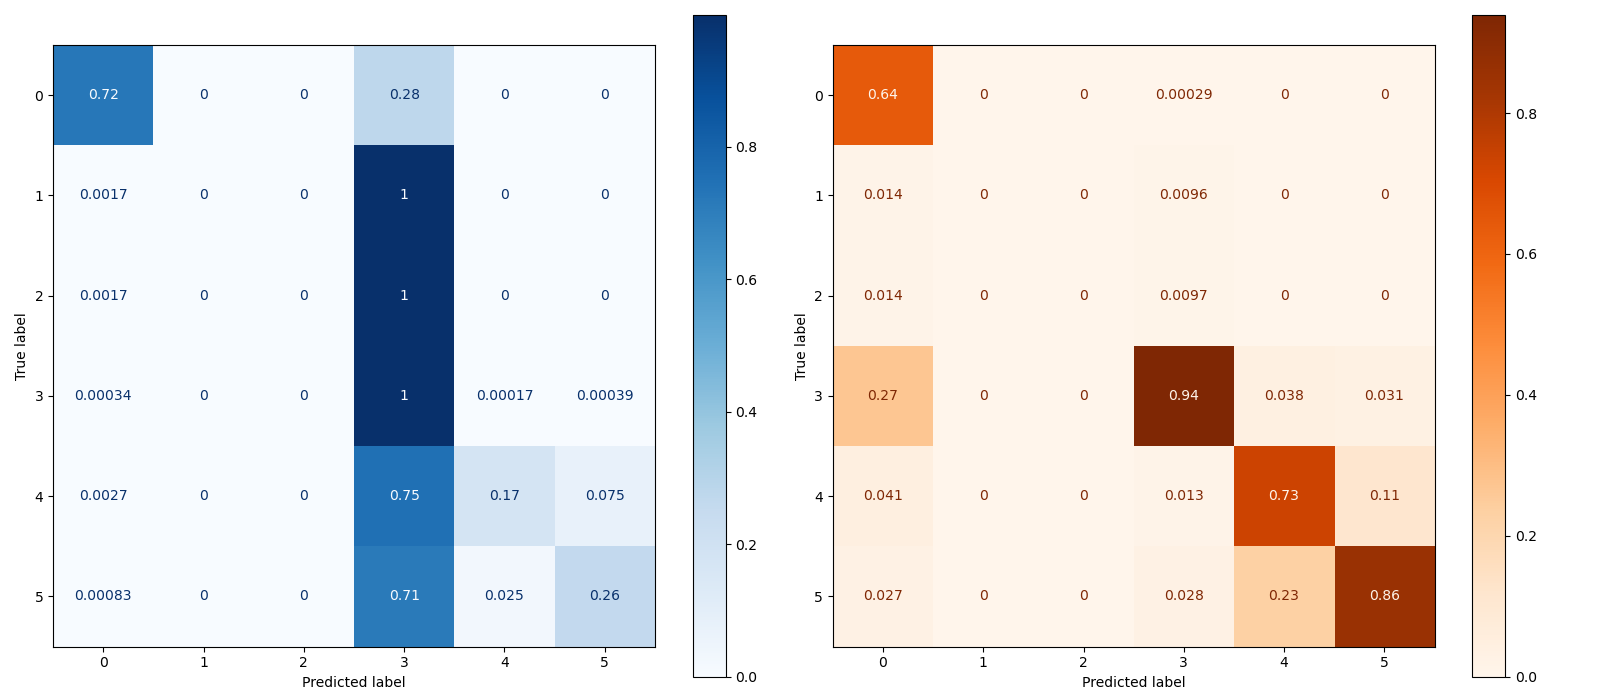 0 0.72 0 0 0.28 0 0
1 0.0017 0 0 1 0 0
2 0.0017 0 0 1 0 0
3 0.00034 0 0 1 0.00017 0.00039
4 0.0027 0 0 0.75 0.17 0.075
5 0.00083 0 0 0.71 0.025 0.26
0 1 2 3 4 5
Predicted label
True label
0.8
0.6
0.4
0.2
0.0
0 0.64 0 0 0.00029 0 0
1 0.014 0 0 0.0096 0 0
2 0.014 0 0 0.0097 0 0
3 0.27 0 0 0.94 0.038 0.031
4 0.041 0 0 0.013 0.73 0.11
5 0.027 0 0 0.028 0.23 0.86
0 1 2 3 4 5
Predicted label
True label
0.8
0.6
0.4
0.2
0.0